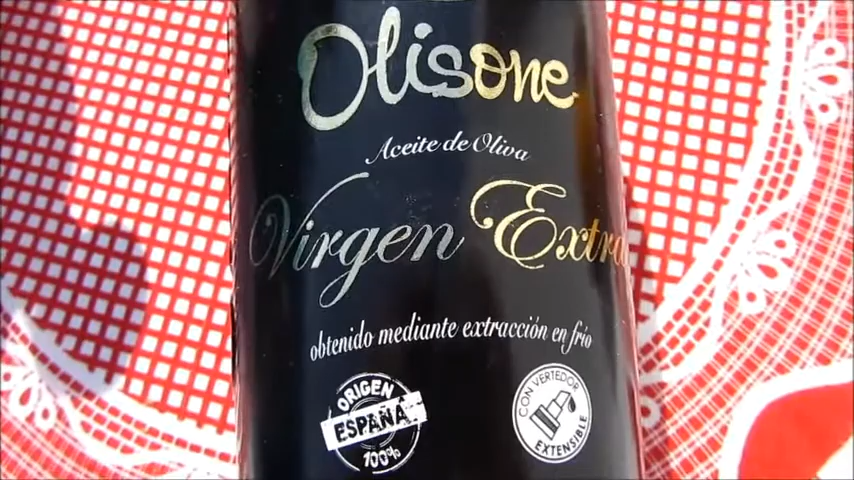 Olisone
Aceite de Oliva
Virgen Extra
obtenido mediante extracción en frío
ORIGEN
ESPAÑA
100%
CON VERTEDOR
EXTENSIBLE